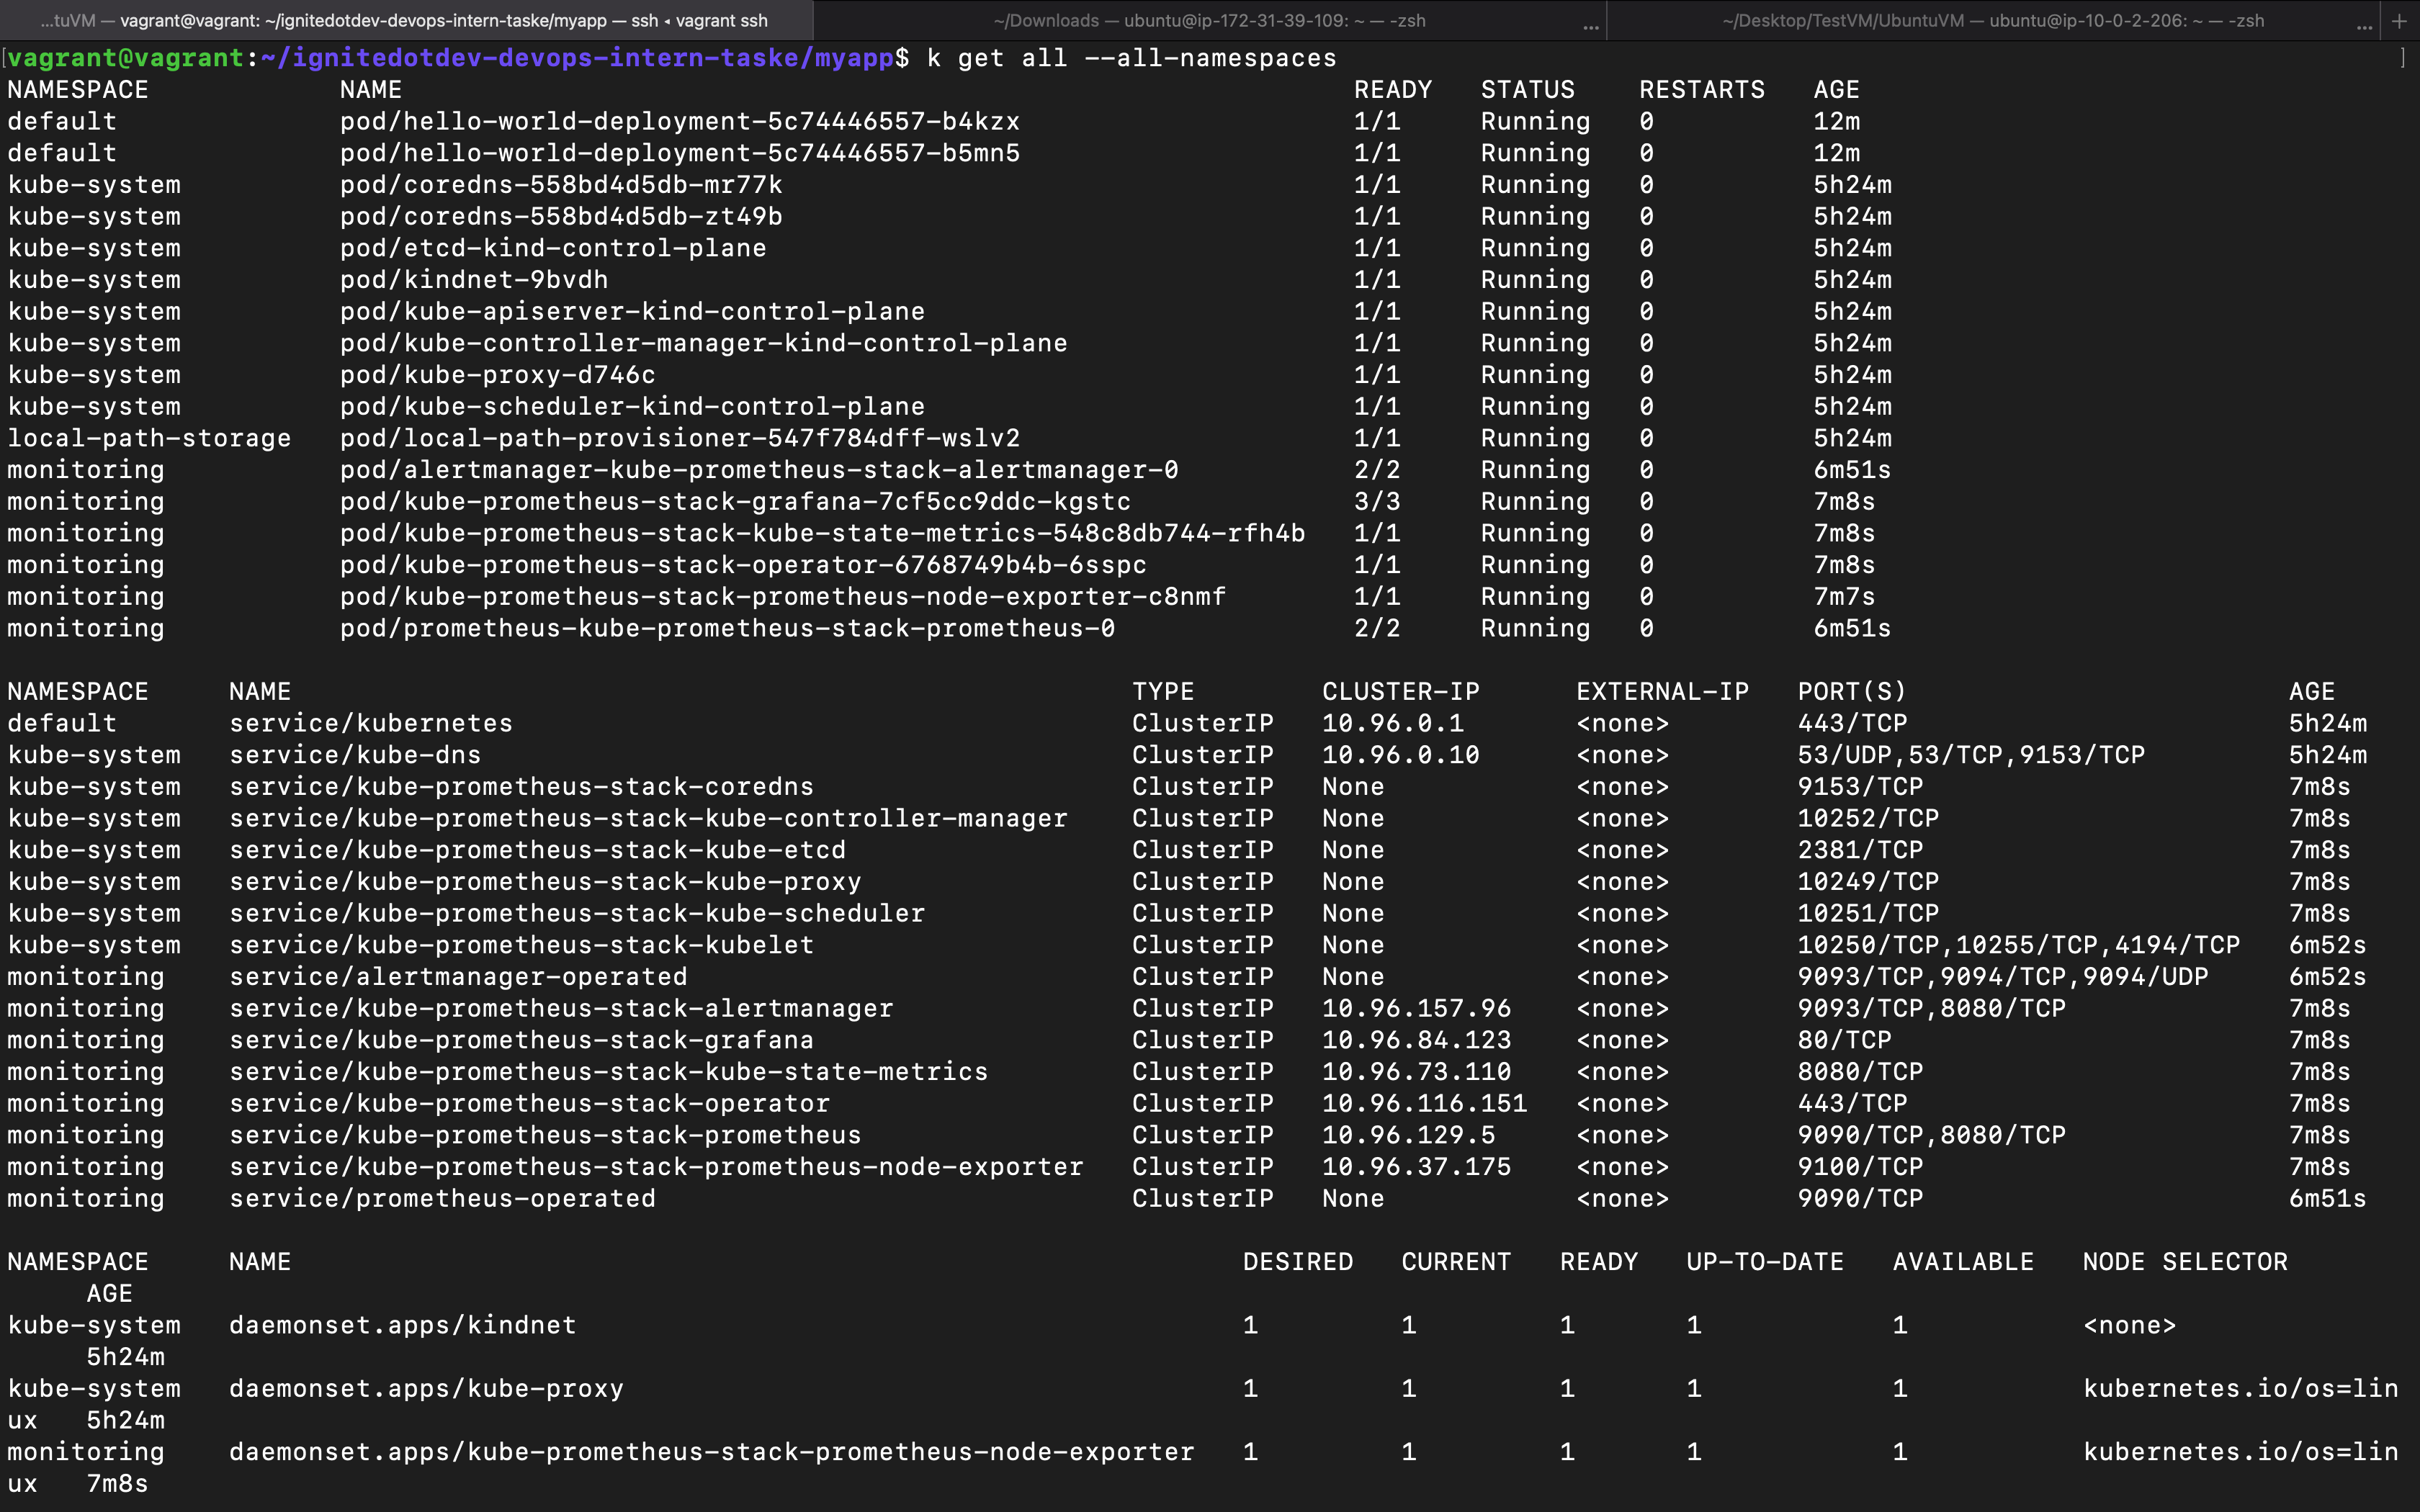 …tuVM — vagrant@vagrant: ~/ignitedotdev-devops-intern-taske/myapp — ssh ◂ vagrant ssh ~/Downloads — ubuntu@ip-172-31-39-109: ~ — -zsh … ~/Desktop/TestVM/UbuntuVM — ubuntu@ip-10-0-2-206: ~ — -zsh … +
[vagrant@vagrant:~/ignitedotdev-devops-intern-taske/myapp$ k get all --all-namespaces ]
NAMESPACE NAME READY STATUS RESTARTS AGE
default pod/hello-world-deployment-5c74446557-b4kzx 1/1 Running 0 12m
default pod/hello-world-deployment-5c74446557-b5mn5 1/1 Running 0 12m
kube-system pod/coredns-558bd4d5db-mr77k 1/1 Running 0 5h24m
kube-system pod/coredns-558bd4d5db-zt49b 1/1 Running 0 5h24m
kube-system pod/etcd-kind-control-plane 1/1 Running 0 5h24m
kube-system pod/kindnet-9bvdh 1/1 Running 0 5h24m
kube-system pod/kube-apiserver-kind-control-plane 1/1 Running 0 5h24m
kube-system pod/kube-controller-manager-kind-control-plane 1/1 Running 0 5h24m
kube-system pod/kube-proxy-d746c 1/1 Running 0 5h24m
kube-system pod/kube-scheduler-kind-control-plane 1/1 Running 0 5h24m
local-path-storage pod/local-path-provisioner-547f784dff-wslv2 1/1 Running 0 5h24m
monitoring pod/alertmanager-kube-prometheus-stack-alertmanager-0 2/2 Running 0 6m51s
monitoring pod/kube-prometheus-stack-grafana-7cf5cc9ddc-kgstc 3/3 Running 0 7m8s
monitoring pod/kube-prometheus-stack-kube-state-metrics-548c8db744-rfh4b 1/1 Running 0 7m8s
monitoring pod/kube-prometheus-stack-operator-6768749b4b-6sspc 1/1 Running 0 7m8s
monitoring pod/kube-prometheus-stack-prometheus-node-exporter-c8nmf 1/1 Running 0 7m7s
monitoring pod/prometheus-kube-prometheus-stack-prometheus-0 2/2 Running 0 6m51s
NAMESPACE NAME TYPE CLUSTER-IP EXTERNAL-IP PORT(S) AGE
default service/kubernetes ClusterIP 10.96.0.1 <none> 443/TCP 5h24m
kube-system service/kube-dns ClusterIP 10.96.0.10 <none> 53/UDP,53/TCP,9153/TCP 5h24m
kube-system service/kube-prometheus-stack-coredns ClusterIP None <none> 9153/TCP 7m8s
kube-system service/kube-prometheus-stack-kube-controller-manager ClusterIP None <none> 10252/TCP 7m8s
kube-system service/kube-prometheus-stack-kube-etcd ClusterIP None <none> 2381/TCP 7m8s
kube-system service/kube-prometheus-stack-kube-proxy ClusterIP None <none> 10249/TCP 7m8s
kube-system service/kube-prometheus-stack-kube-scheduler ClusterIP None <none> 10251/TCP 7m8s
kube-system service/kube-prometheus-stack-kubelet ClusterIP None <none> 10250/TCP,10255/TCP,4194/TCP 6m52s
monitoring service/alertmanager-operated ClusterIP None <none> 9093/TCP,9094/TCP,9094/UDP 6m52s
monitoring service/kube-prometheus-stack-alertmanager ClusterIP 10.96.157.96 <none> 9093/TCP,8080/TCP 7m8s
monitoring service/kube-prometheus-stack-grafana ClusterIP 10.96.84.123 <none> 80/TCP 7m8s
monitoring service/kube-prometheus-stack-kube-state-metrics ClusterIP 10.96.73.110 <none> 8080/TCP 7m8s
monitoring service/kube-prometheus-stack-operator ClusterIP 10.96.116.151 <none> 443/TCP 7m8s
monitoring service/kube-prometheus-stack-prometheus ClusterIP 10.96.129.5 <none> 9090/TCP,8080/TCP 7m8s
monitoring service/kube-prometheus-stack-prometheus-node-exporter ClusterIP 10.96.37.175 <none> 9100/TCP 7m8s
monitoring service/prometheus-operated ClusterIP None <none> 9090/TCP 6m51s
NAMESPACE NAME DESIRED CURRENT READY UP-TO-DATE AVAILABLE NODE SELECTOR
AGE
kube-system daemonset.apps/kindnet 1 1 1 1 1 <none>
5h24m
kube-system daemonset.apps/kube-proxy 1 1 1 1 1 kubernetes.io/os=lin
ux 5h24m
monitoring daemonset.apps/kube-prometheus-stack-prometheus-node-exporter 1 1 1 1 1 kubernetes.io/os=lin
ux 7m8s